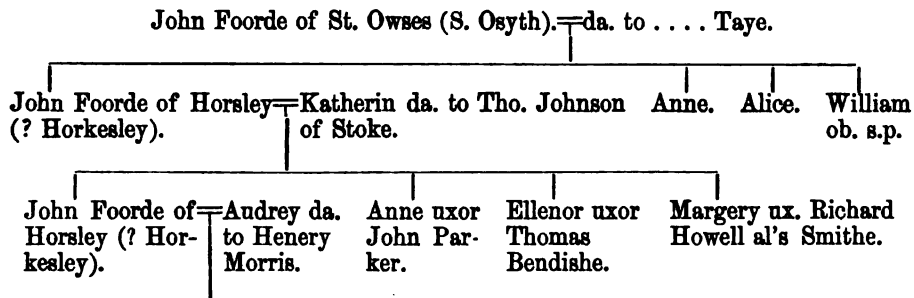 John Foorde of St. Owses (S. Osyth).=da. to .... Taye.
John Foorde of Horsley=Katherin da. to Tho. Johnson Anne. Alice. William
(? Horkesley). of Stoke. ob. s.p.
John Foorde of=Audrey da. Anne uxor Ellenor uxor Margery ux. Richard
Horsley (? Hor- to Henery John Par- Thomas Howell al's Smithe.
kesley). Morris. ker. Bendishe.